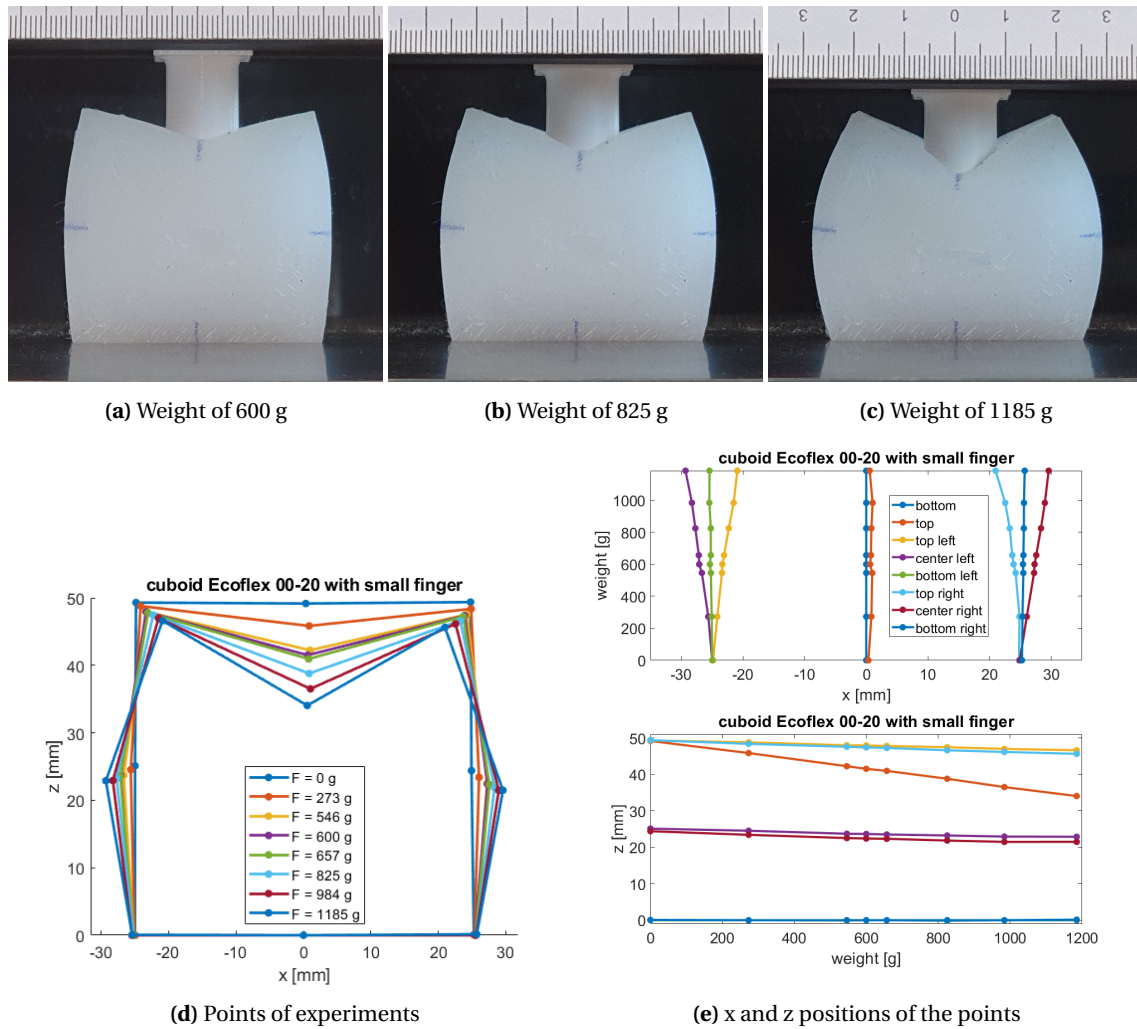 3 2 1 0 1 2 3
(a) Weight of 600 g
(b) Weight of 825 g
(c) Weight of 1185 g
cuboid Ecoflex 00-20 with small finger
50
40
30
20
10
0
z [mm]
-30 -20 -10 0 10 20 30
x [mm]
F = 0 g
F = 273 g
F = 546 g
F = 600 g
F = 657 g
F = 825 g
F = 984 g
F = 1185 g
(d) Points of experiments
cuboid Ecoflex 00-20 with small finger
1000
800
600
400
200
0
weight [g]
-30 -20 -10 0 10 20 30
x [mm]
bottom
top
top left
center left
bottom left
top right
center right
bottom right
cuboid Ecoflex 00-20 with small finger
50
40
30
20
10
0
z [mm]
0 200 400 600 800 1000 1200
weight [g]
(e) x and z positions of the points